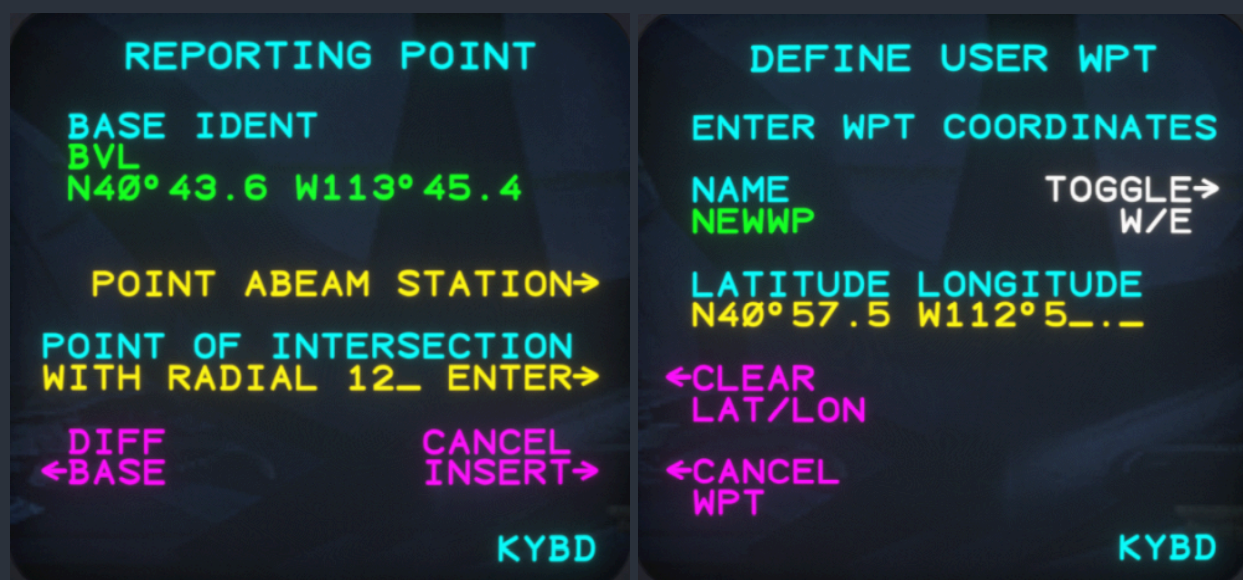 REPORTING POINT
BASE IDENT
BVL
N40°43.6 W113°45.4
POINT ABEAM STATION→
POINT OF INTERSECTION
WITH RADIAL 12_ ENTER→
DIFF CANCEL
←BASE INSERT→
KYBD
DEFINE USER WPT
ENTER WPT COORDINATES
NAME TOGGLE→
NEWWP W/E
LATITUDE LONGITUDE
N40°57.5 W112°5_._
←CLEAR
LAT/LON
←CANCEL
WPT
KYBD